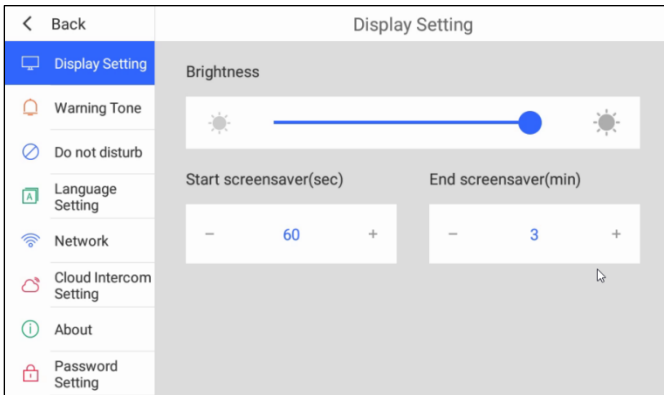 Back
Display Setting
Display Setting
Warning Tone
Do not disturb
Language
Setting
Network
Cloud Intercom
Setting
About
Password
Setting
Brightness
Start screensaver(sec)
End screensaver(min)
− 60 +
− 3 +
A